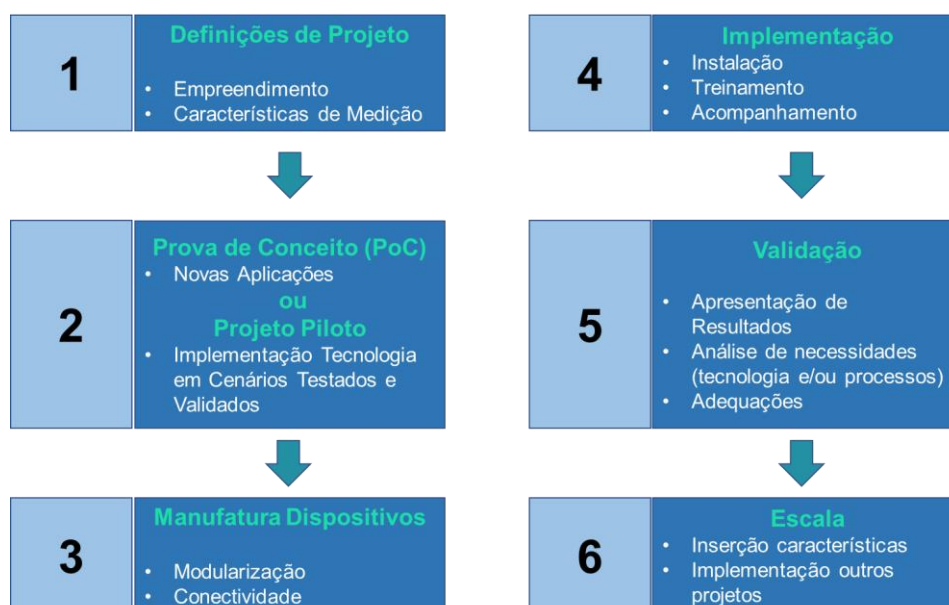 1
Definições de Projeto
• Empreendimento
• Características de Medição
2
Prova de Conceito (PoC)
• Novas Aplicações
ou
Projeto Piloto
• Implementação Tecnologia
em Cenários Testados e
Validados
3
Manufatura Dispositivos
• Modularização
• Conectividade
4
Implementação
• Instalação
• Treinamento
• Acompanhamento
5
Validação
• Apresentação de
Resultados
• Análise de necessidades
(tecnologia e/ou processos)
• Adequações
6
Escala
• Inserção características
• Implementação outros
projetos